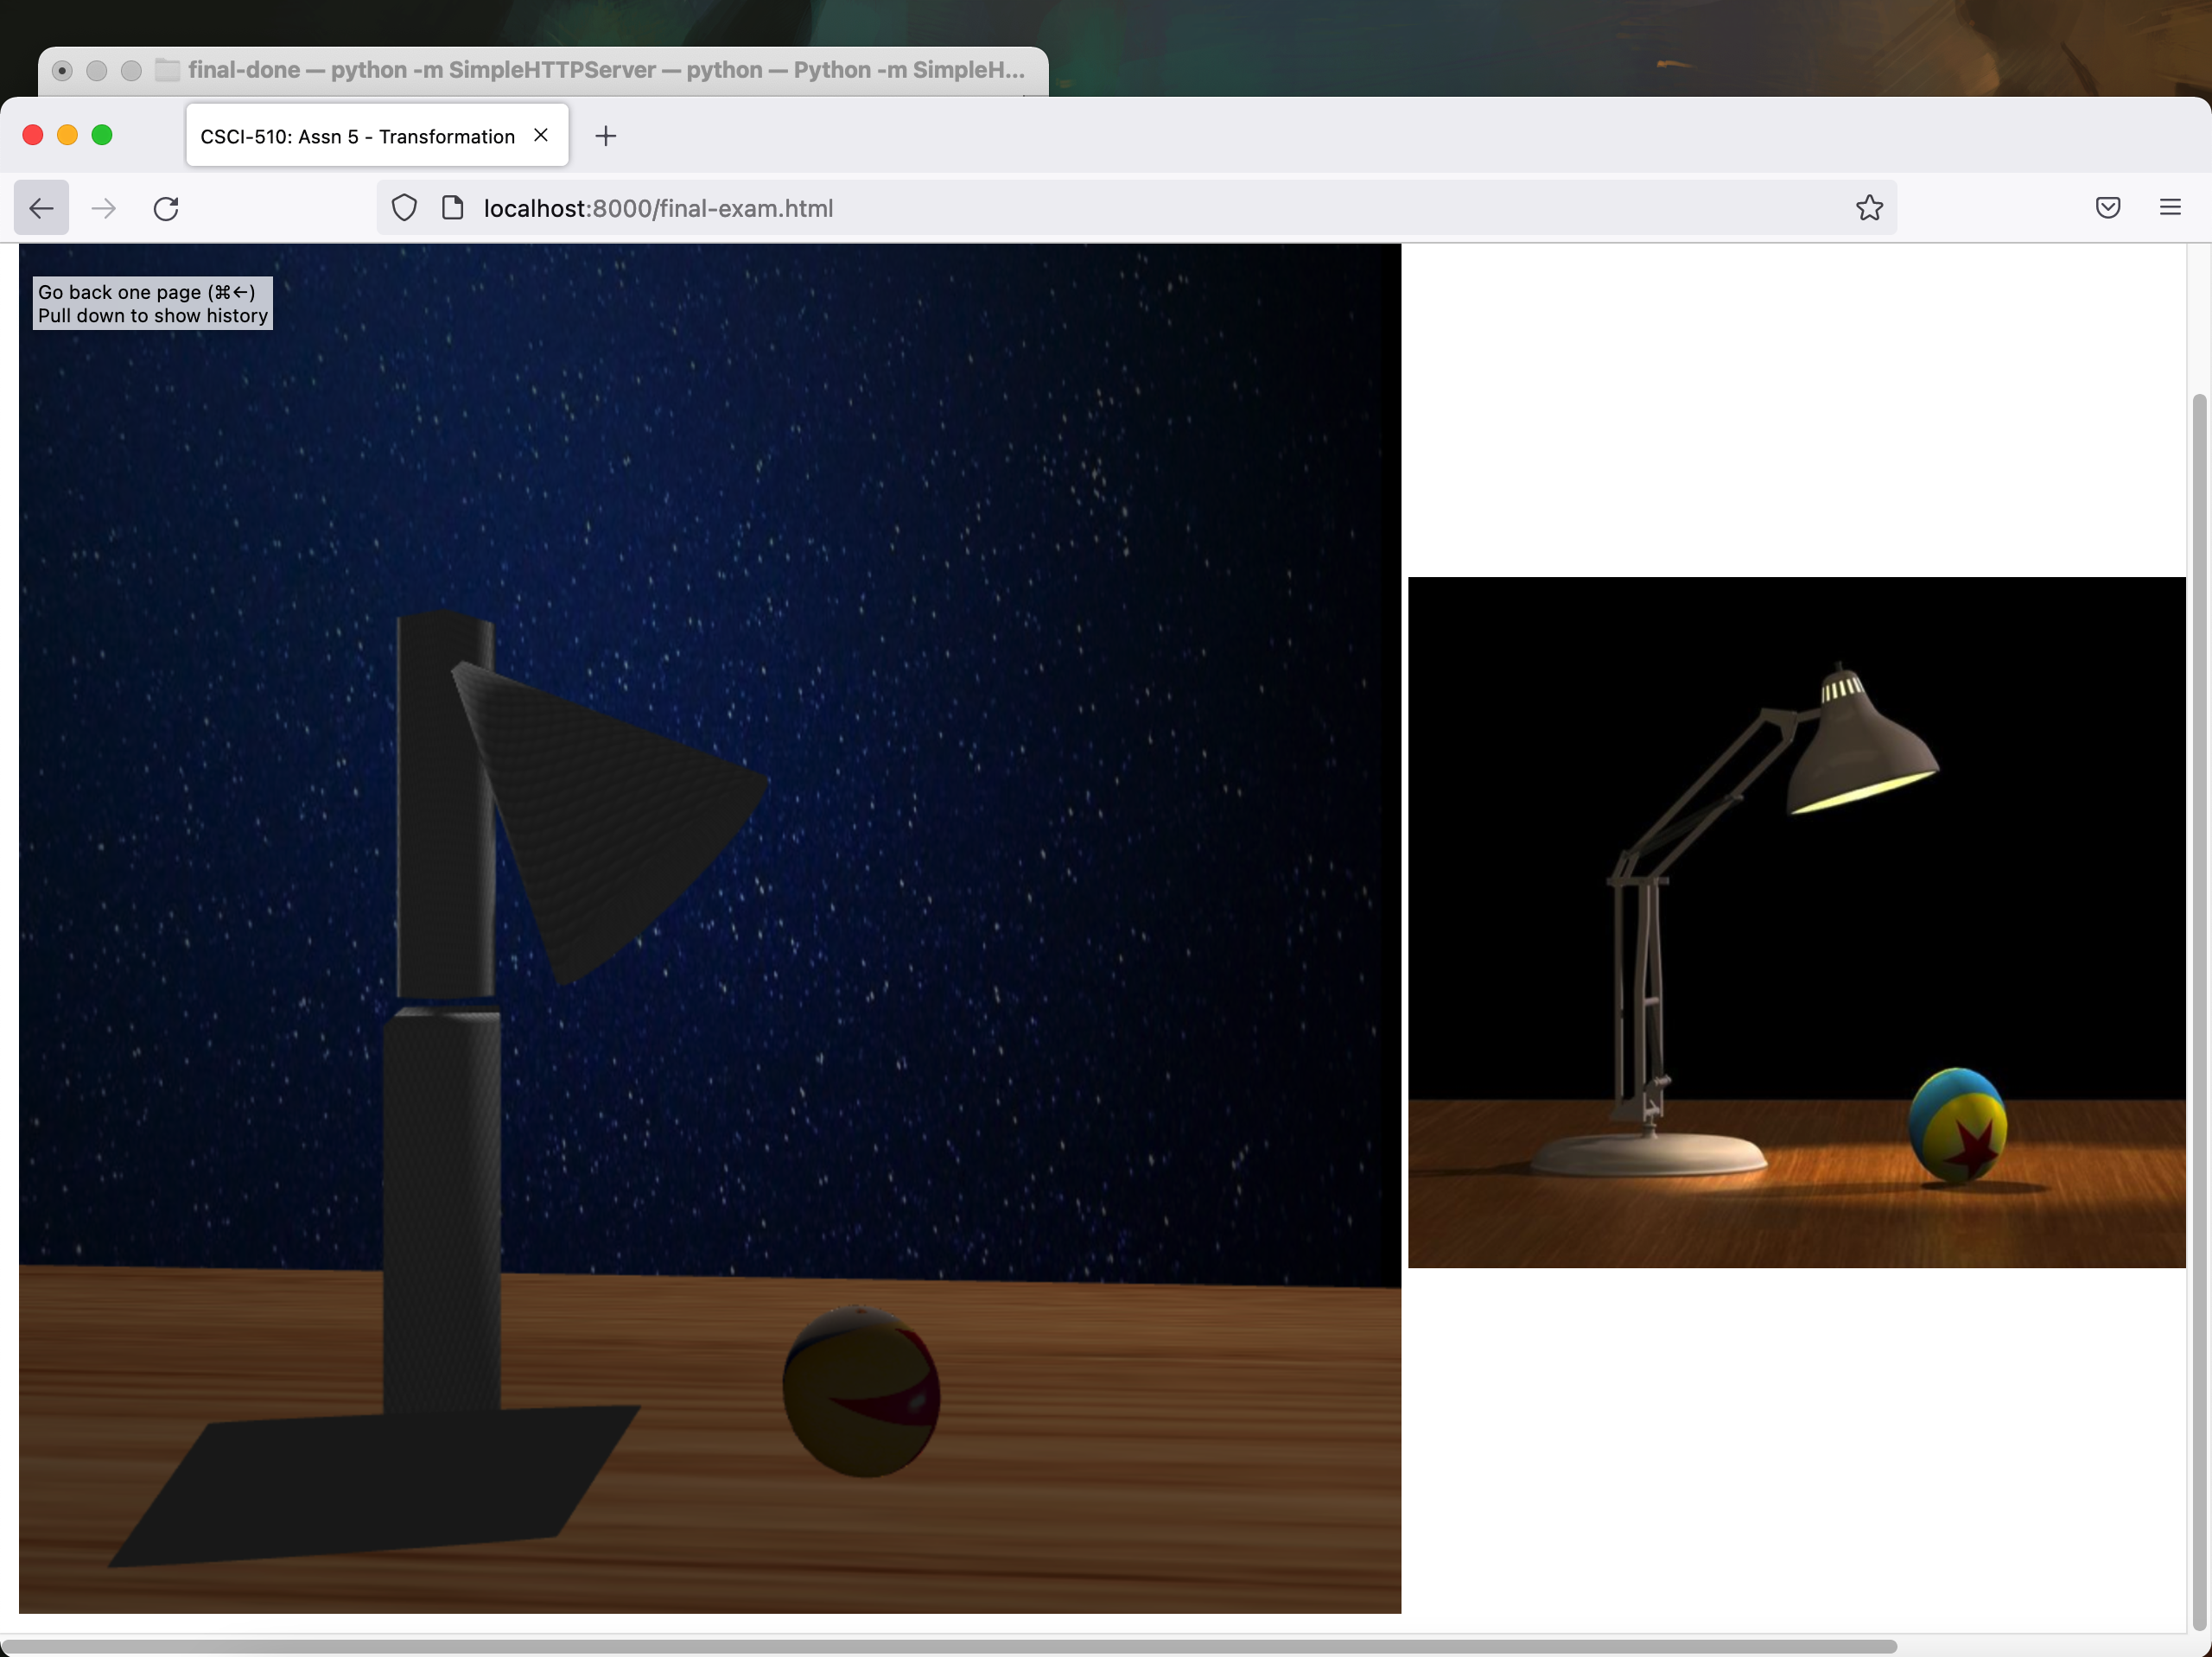 final-done — python -m SimpleHTTPServer — python — Python -m SimpleH...
CSCI-510: Assn 5 - Transformation
localhost:8000/final-exam.html
Go back one page (⌘←)
Pull down to show history